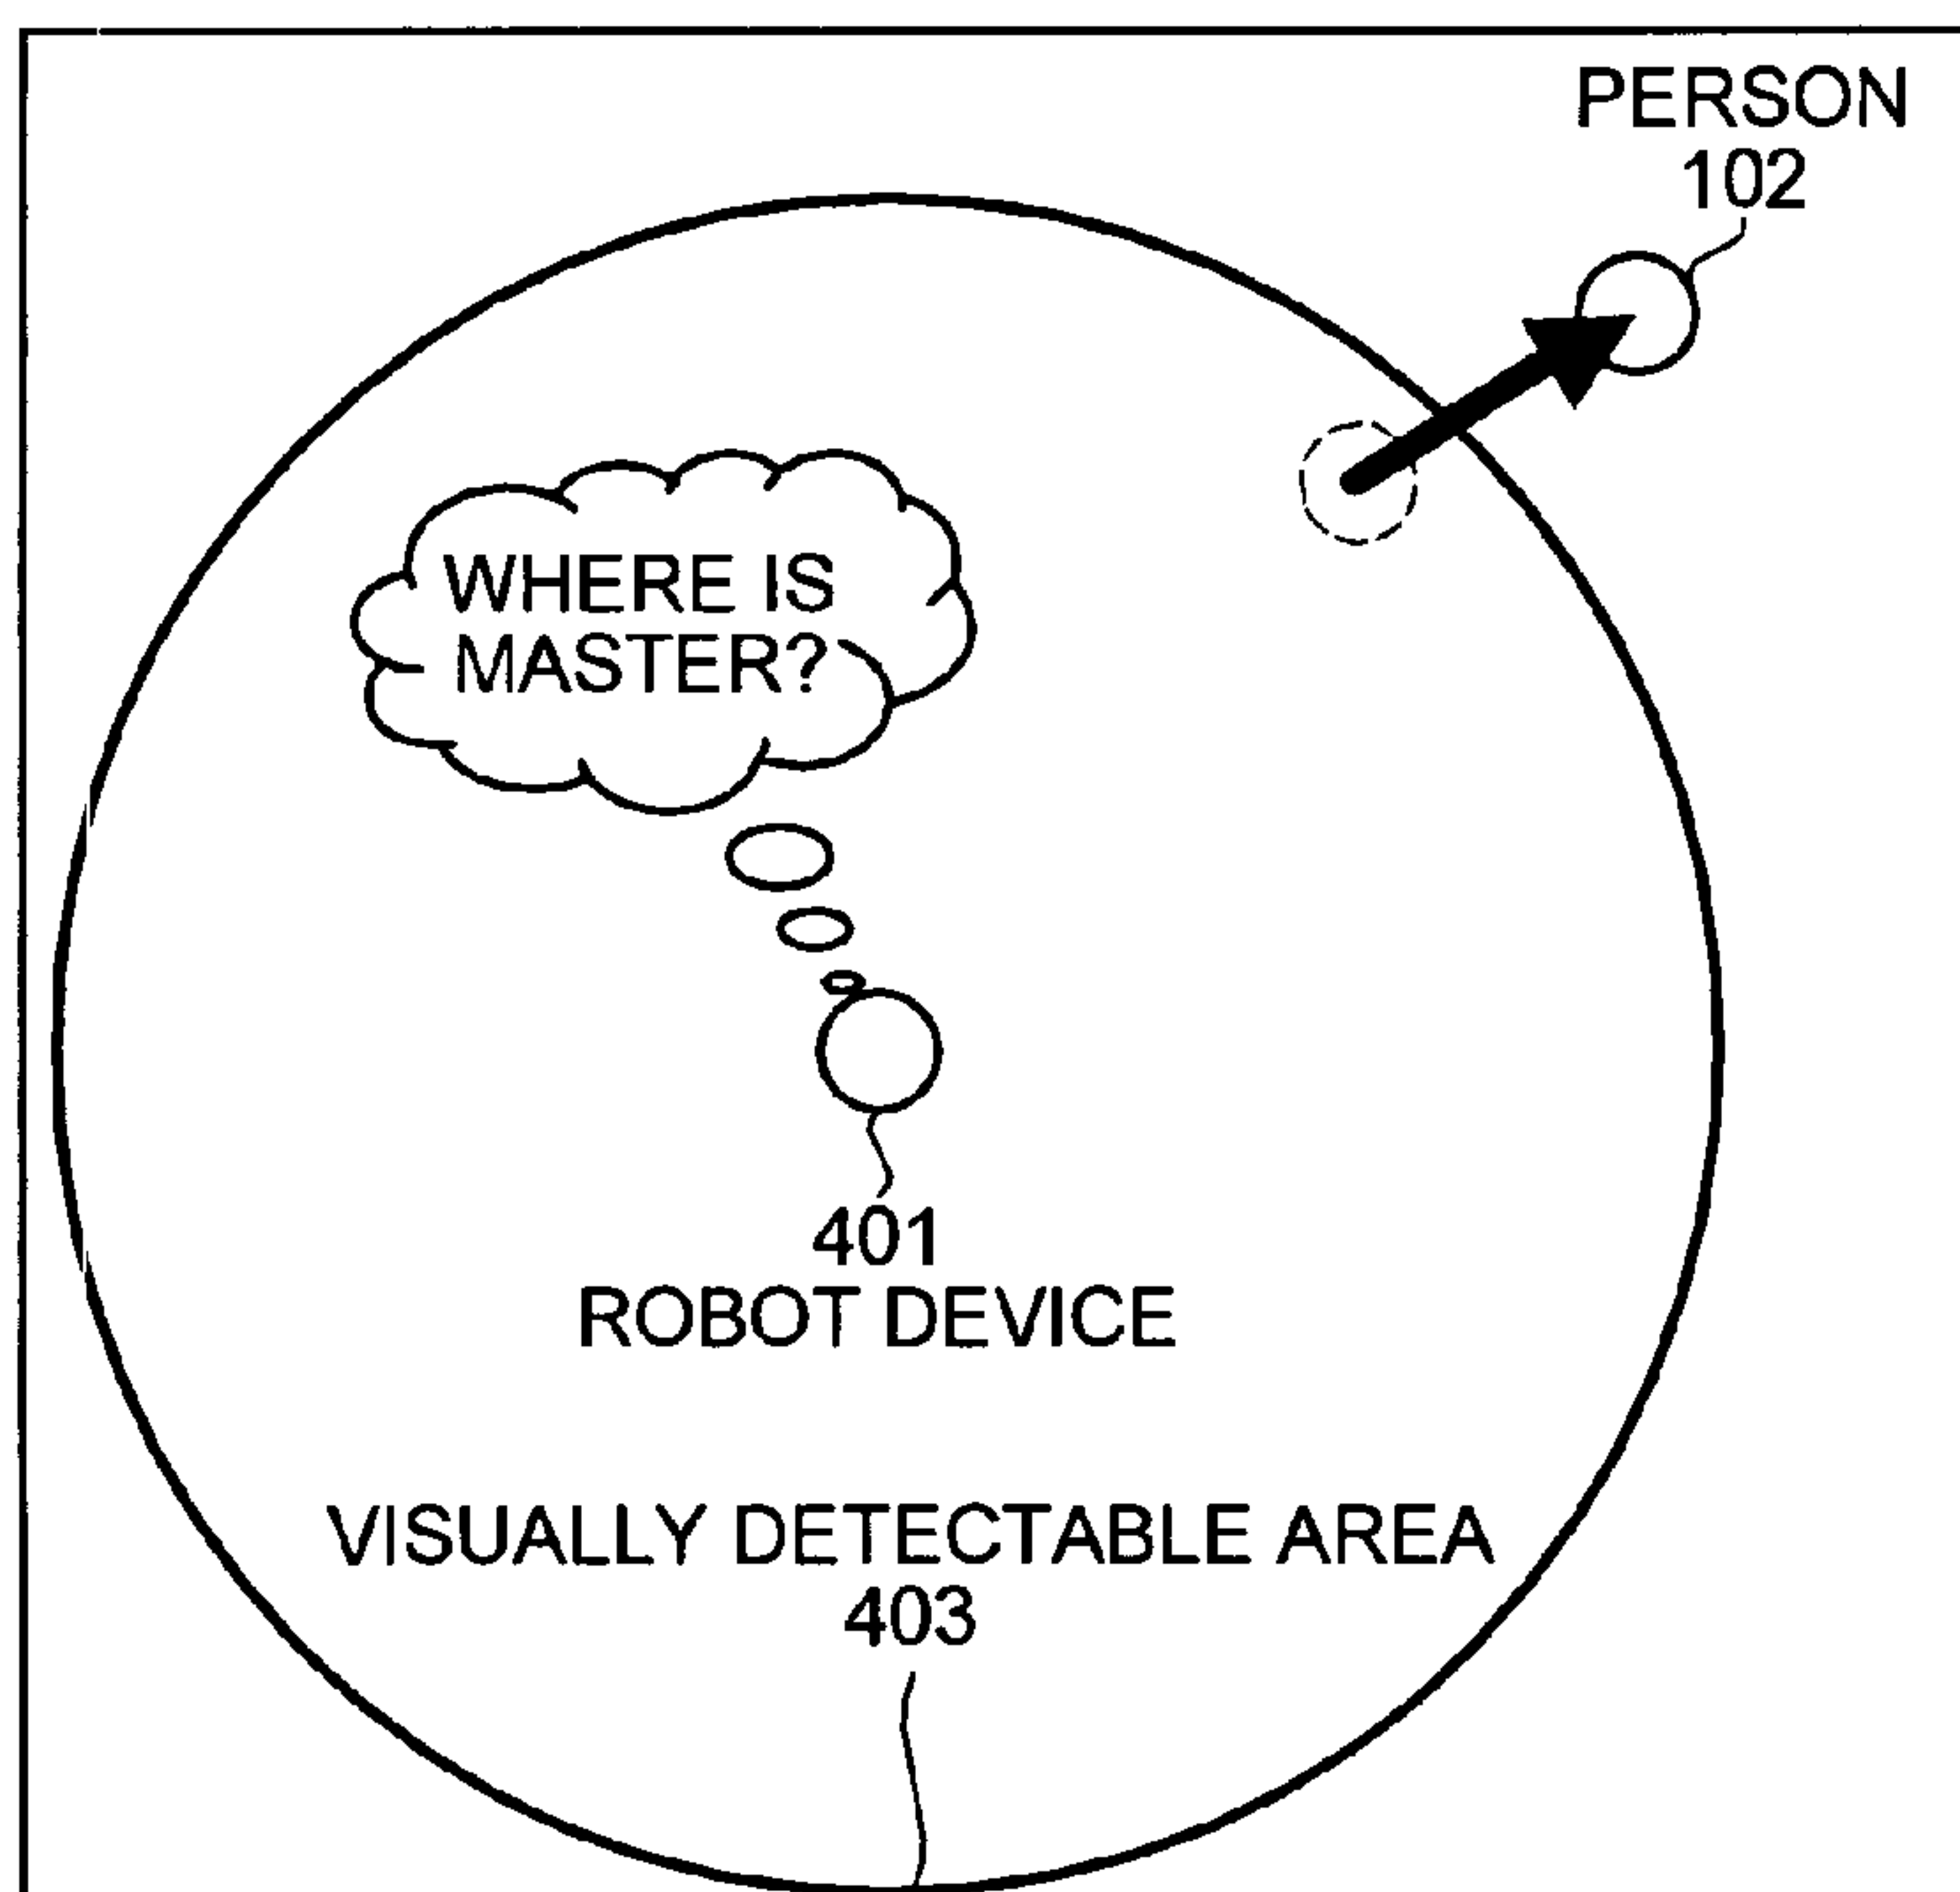 PERSON
102
WHERE IS
MASTER?
401
ROBOT DEVICE
VISUALLY DETECTABLE AREA
403